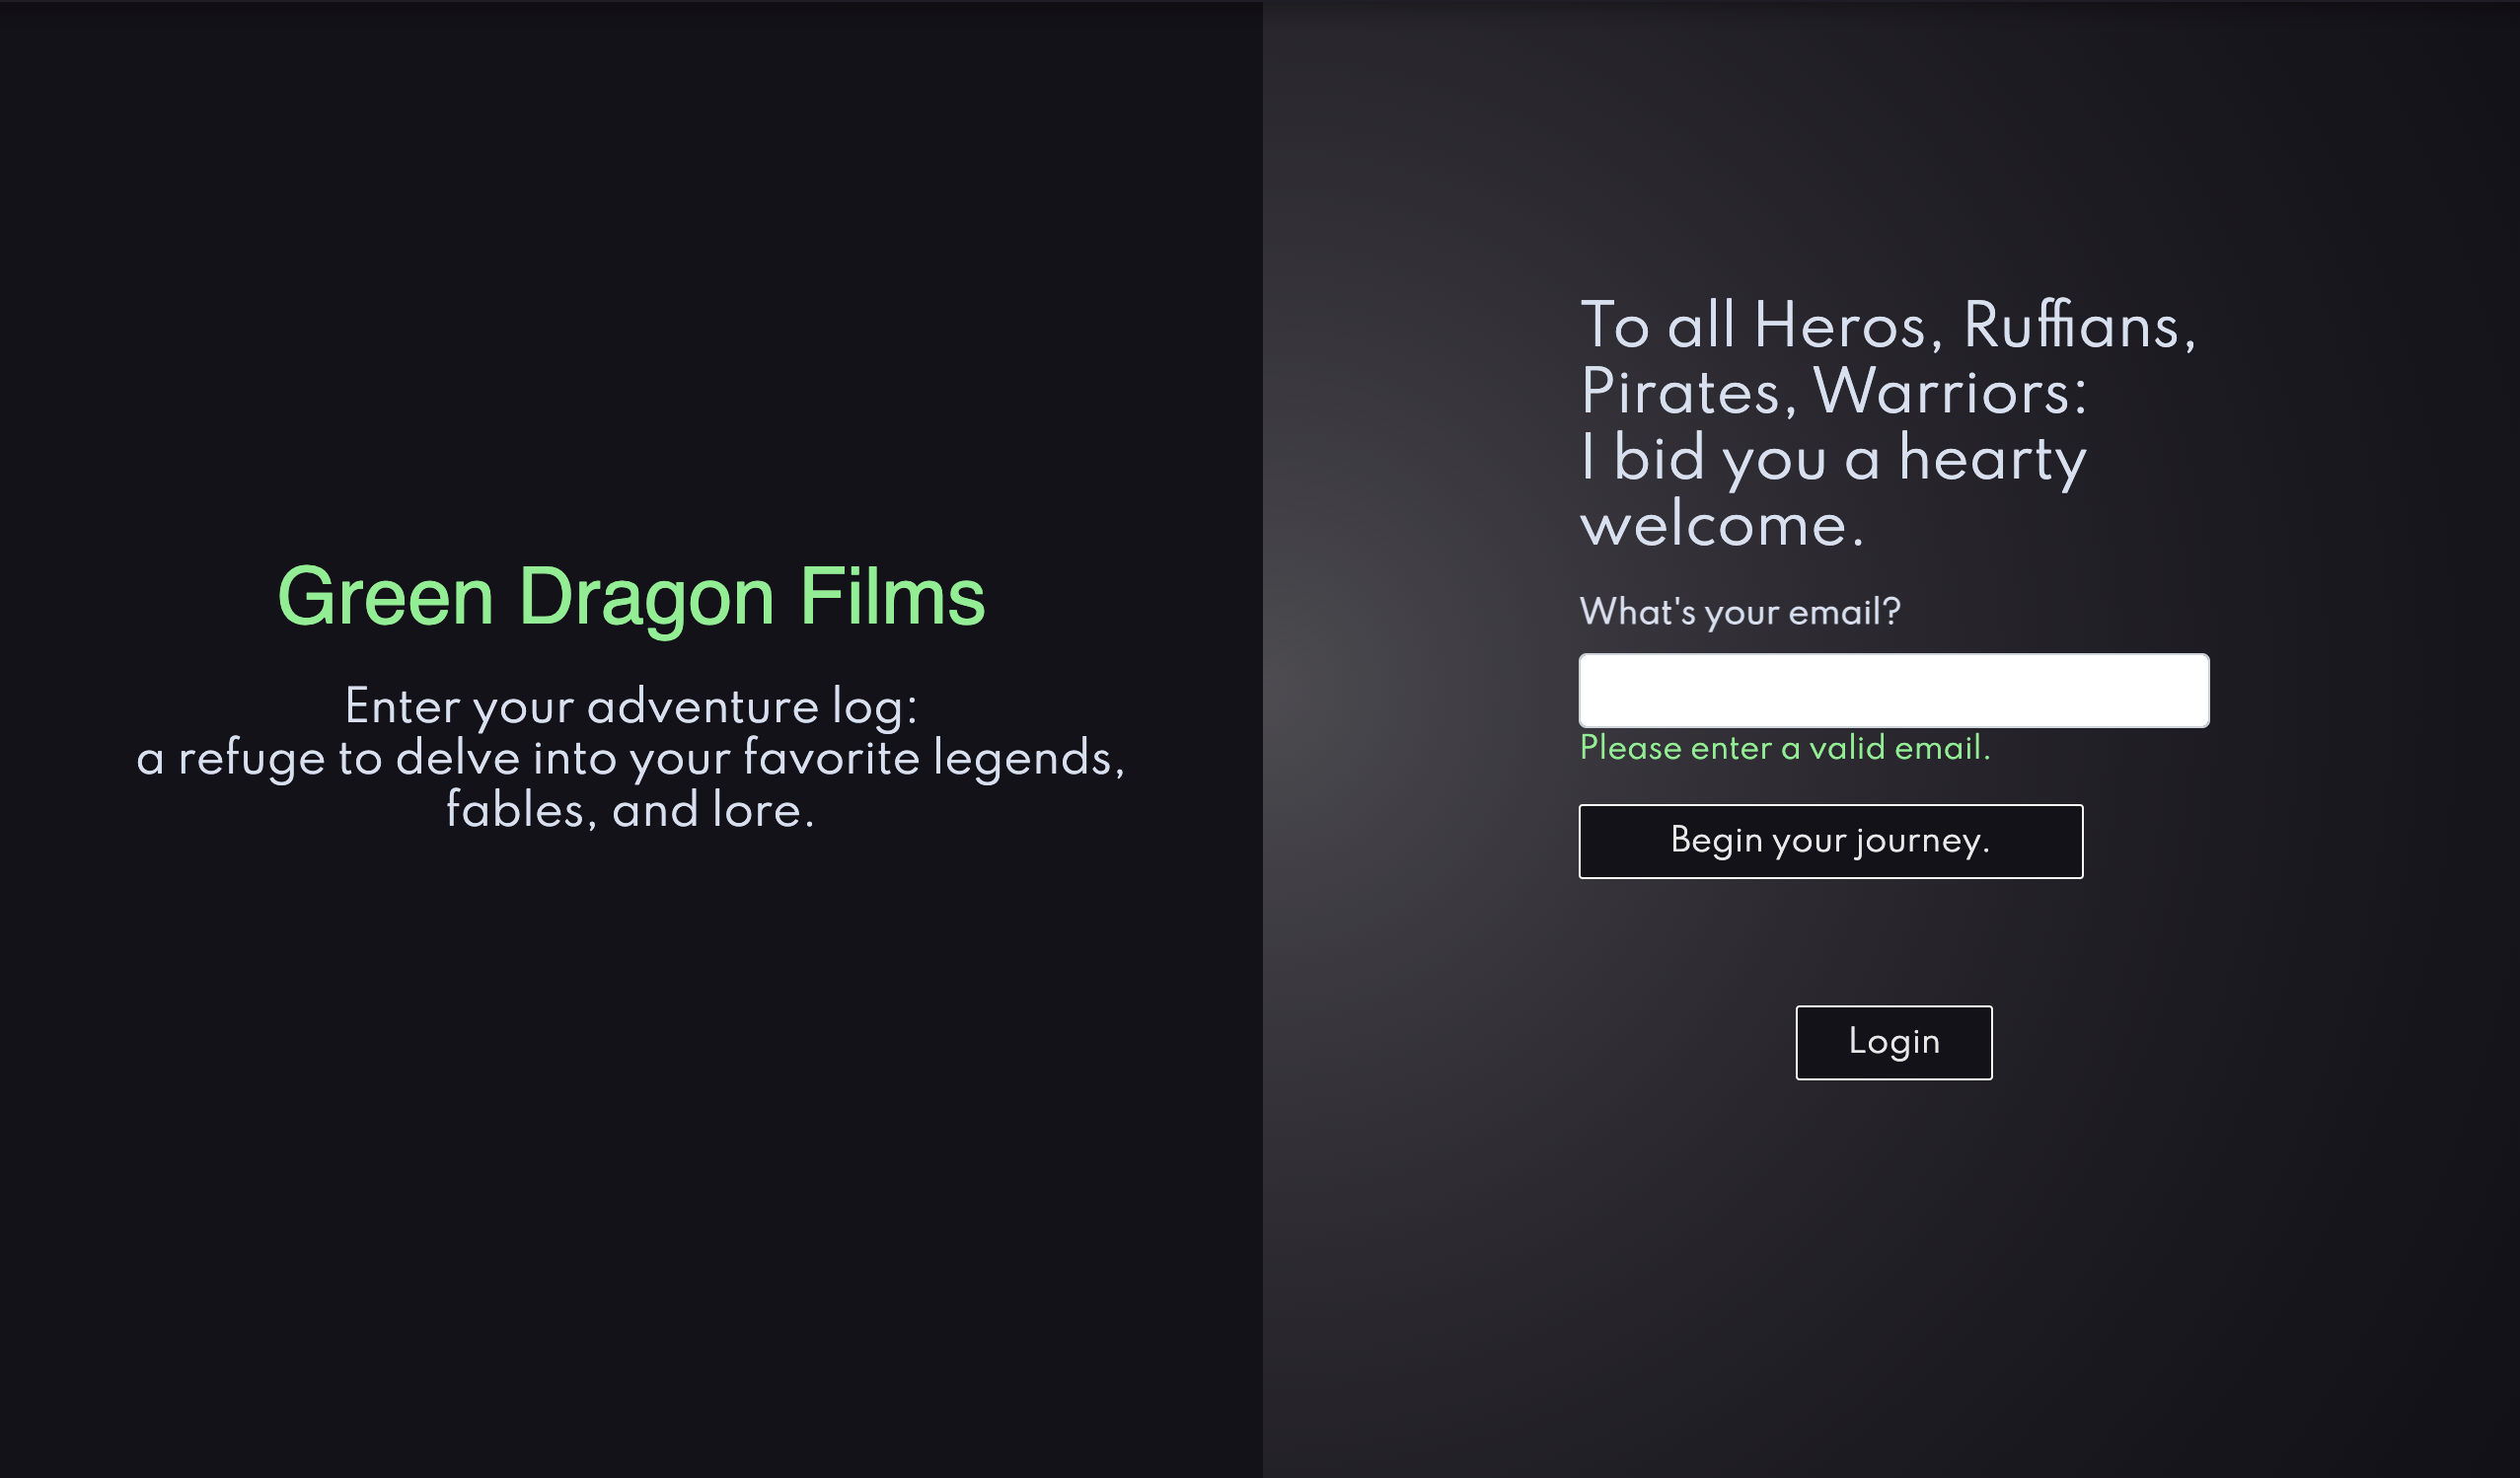 Green Dragon Films
Enter your adventure log:
a refuge to delve into your favorite legends,
fables, and lore.
To all Heros, Ruffians,
Pirates, Warriors:
I bid you a hearty
welcome.
What's your email?
Please enter a valid email.
Begin your journey.
Login